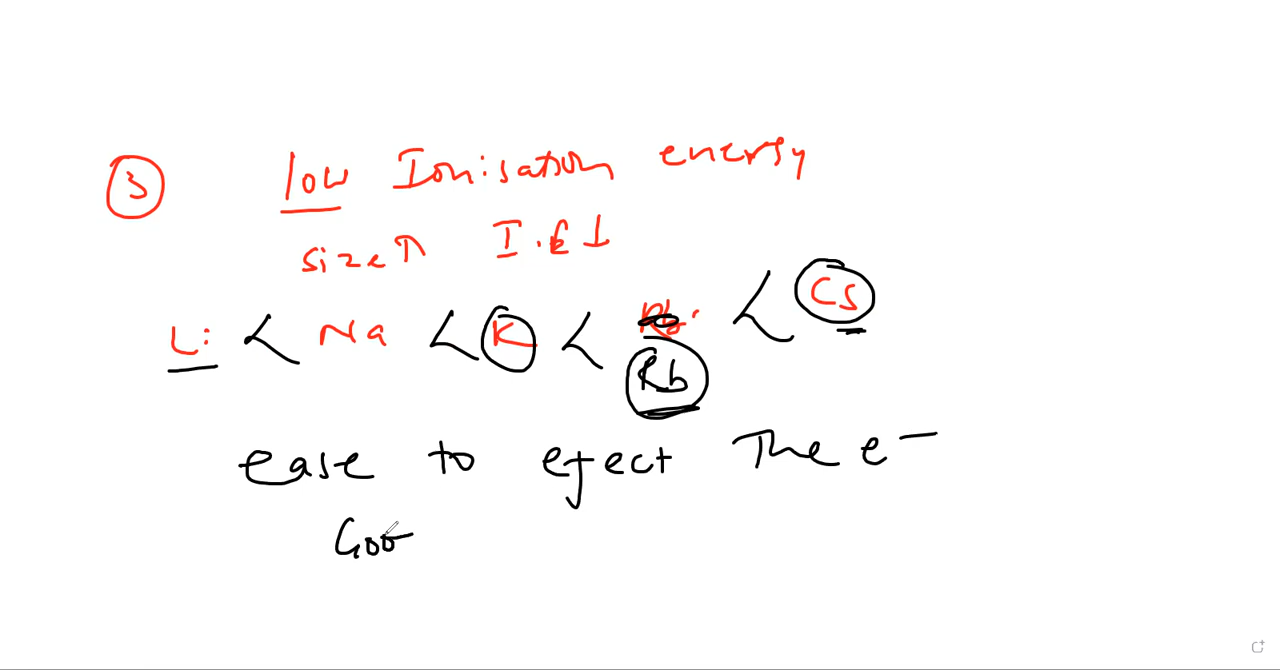 ③ low Ionisation energy
size↑ I.E↓
Li < Na < K < Rb < Cs
ease to eject The e⁻
Goo